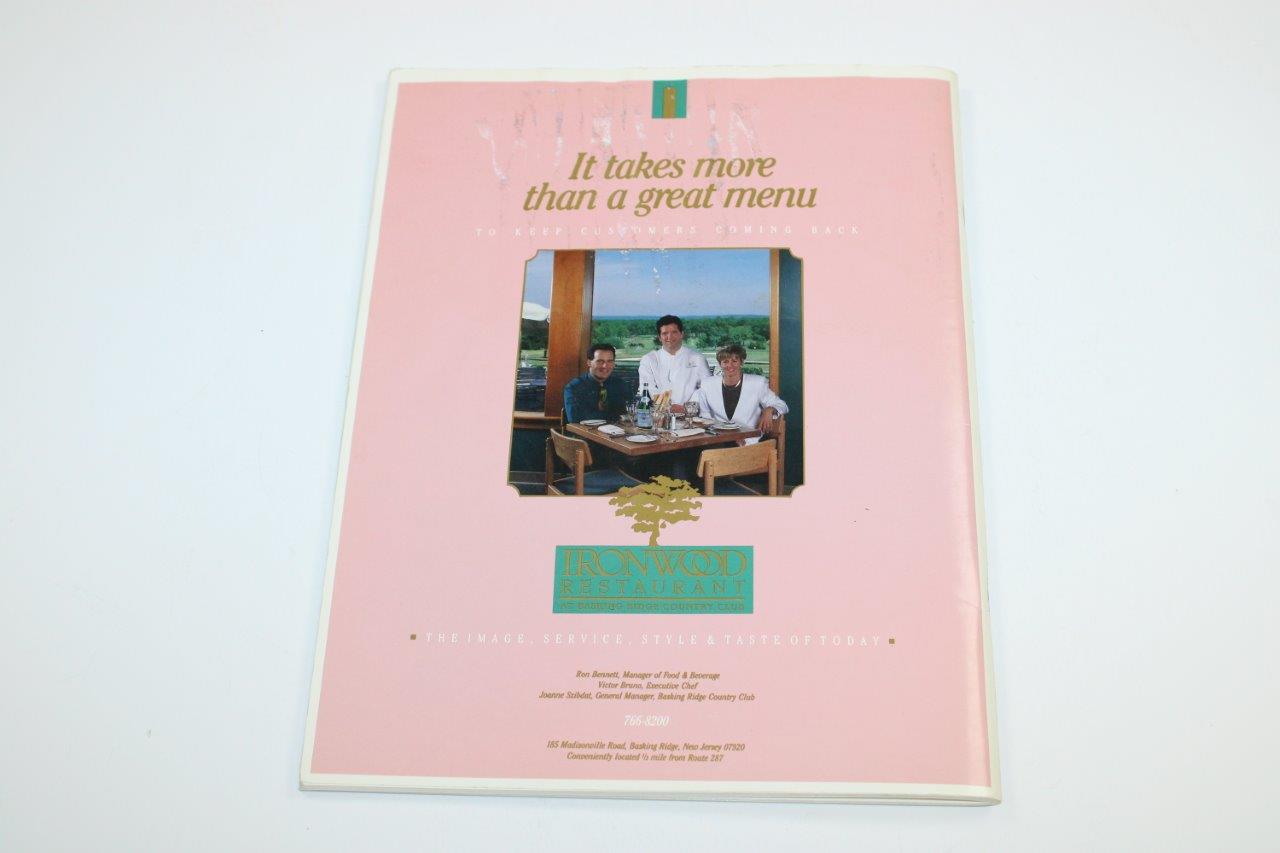 It takes more
than a great menu
TO KEEP CUSTOMERS COMING BACK
IRONWOOD
RESTAURANT
AT BASKING RIDGE COUNTRY CLUB
THE IMAGE, SERVICE, STYLE & TASTE OF TODAY
Ron Bennett, Manager of Food & Beverage
Victor Bruno, Executive Chef
Joanne Stibdat, General Manager, Basking Ridge Country Club
766-8200
185 Madisonville Road, Basking Ridge, New Jersey 07920
Conveniently located ½ mile from Route 287